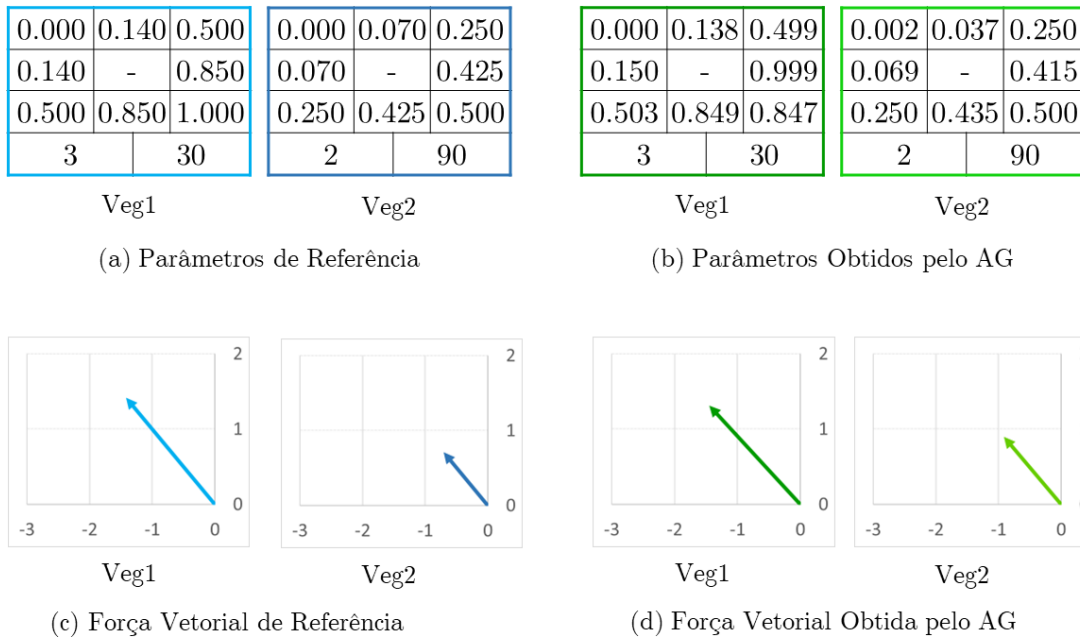 0.000 0.140 0.500 0.000 0.070 0.250 0.000 0.138 0.499 0.002 0.037 0.250
0.140 - 0.850 0.070 - 0.425 0.150 - 0.999 0.069 - 0.415
0.500 0.850 1.000 0.250 0.425 0.500 0.503 0.849 0.847 0.250 0.435 0.500
3 30 2 90 3 30 2 90
Veg1 Veg2 Veg1 Veg2
(a) Parâmetros de Referência (b) Parâmetros Obtidos pelo AG
2 2 2 2
1 1 1 1
0 0 0 0
-3 -2 -1 0 -3 -2 -1 0 -3 -2 -1 0 -3 -2 -1 0
Veg1 Veg2 Veg1 Veg2
(c) Força Vetorial de Referência (d) Força Vetorial Obtida pelo AG